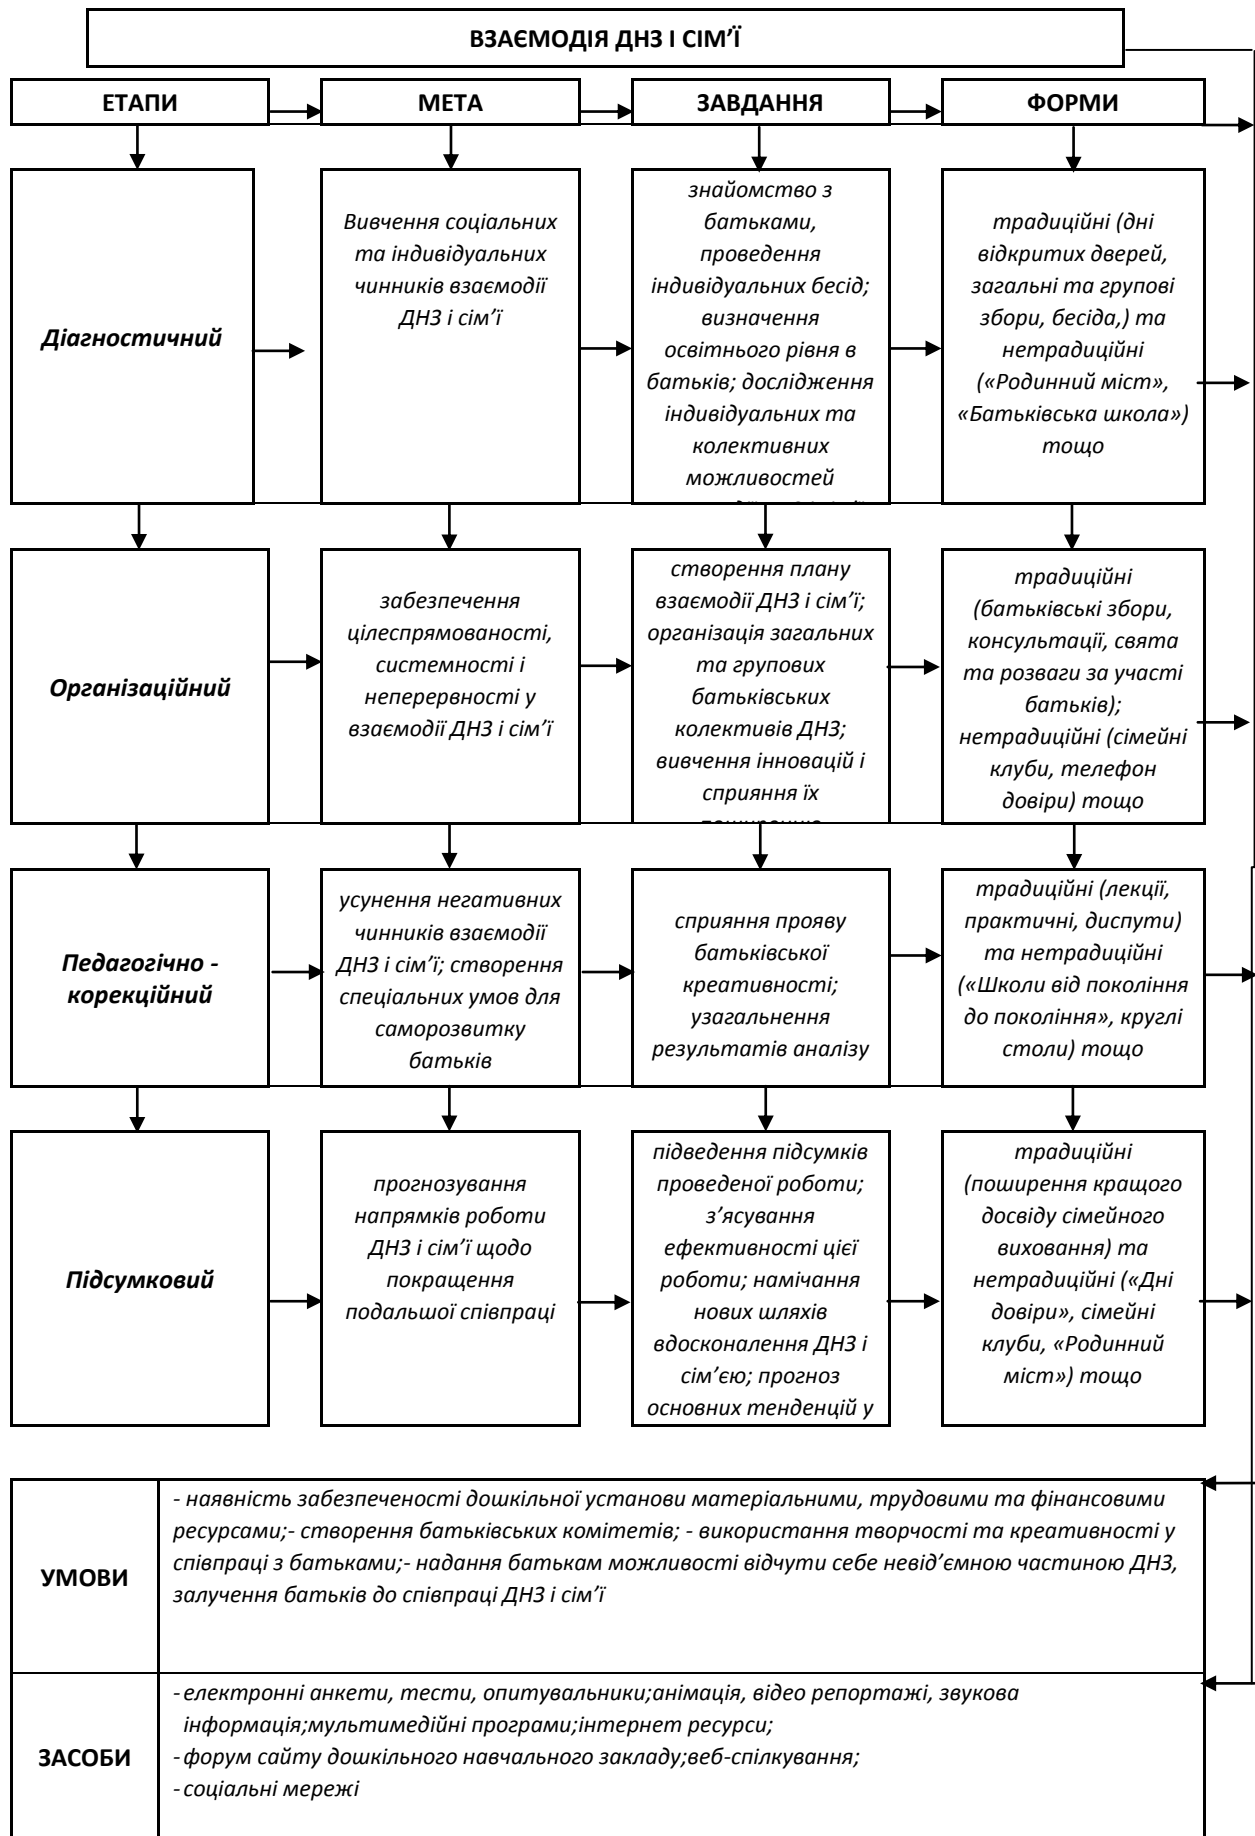 ВЗАЄМОДІЯ ДНЗ І СІМ’Ї
ЕТАПИ
МЕТА
ЗАВДАННЯ
ФОРМИ
Діагностичний
Вивчення соціальних
та індивідуальних
чинників взаємодії
ДНЗ і сім’ї
знайомство з
батьками,
проведення
індивідуальних бесід;
визначення
освітнього рівня в
батьків; дослідження
індивідуальних та
колективних
можливостей
традиційні (дні
відкритих дверей,
загальні та групові
збори, бесіда,) та
нетрадиційні
(«Родинний міст»,
«Батьківська школа»)
тощо
Організаційний
забезпечення
цілеспрямованості,
системності і
неперервності у
взаємодії ДНЗ і сім’ї
створення плану
взаємодії ДНЗ і сім’ї;
організація загальних
та групових
батьківських
колективів ДНЗ;
вивчення інновацій і
сприяння їх
традиційні
(батьківські збори,
консультації, свята
та розваги за участі
батьків);
нетрадиційні (сімейні
клуби, телефон
довіри) тощо
Педагогічно -
корекційний
усунення негативних
чинників взаємодії
ДНЗ і сім’ї; створення
спеціальних умов для
саморозвитку
батьків
сприяння прояву
батьківської
креативності;
узагальнення
результатів аналізу
традиційні (лекції,
практичні, диспути)
та нетрадиційні
(«Школи від покоління
до покоління», круглі
столи) тощо
Підсумковий
прогнозування
напрямків роботи
ДНЗ і сім’ї щодо
покращення
подальшої співпраці
підведення підсумків
проведеної роботи;
з’ясування
ефективності цієї
роботи; намічання
нових шляхів
вдосконалення ДНЗ і
сім’єю; прогноз
основних тенденцій у
традиційні
(поширення кращого
досвіду сімейного
виховання) та
нетрадиційні («Дні
довіри», сімейні
клуби, «Родинний
міст») тощо
УМОВИ
- наявність забезпеченості дошкільної установи матеріальними, трудовими та фінансовими
ресурсами;- створення батьківських комітетів; - використання творчості та креативності у
співпраці з батьками;- надання батькам можливості відчути себе невід’ємною частиною ДНЗ,
залучення батьків до співпраці ДНЗ і сім’ї
ЗАСОБИ
- електронні анкети, тести, опитувальники;анімація, відео репортажі, звукова
інформація;мультимедійні програми;інтернет ресурси;
- форум сайту дошкільного навчального закладу;веб-спілкування;
- соціальні мережі